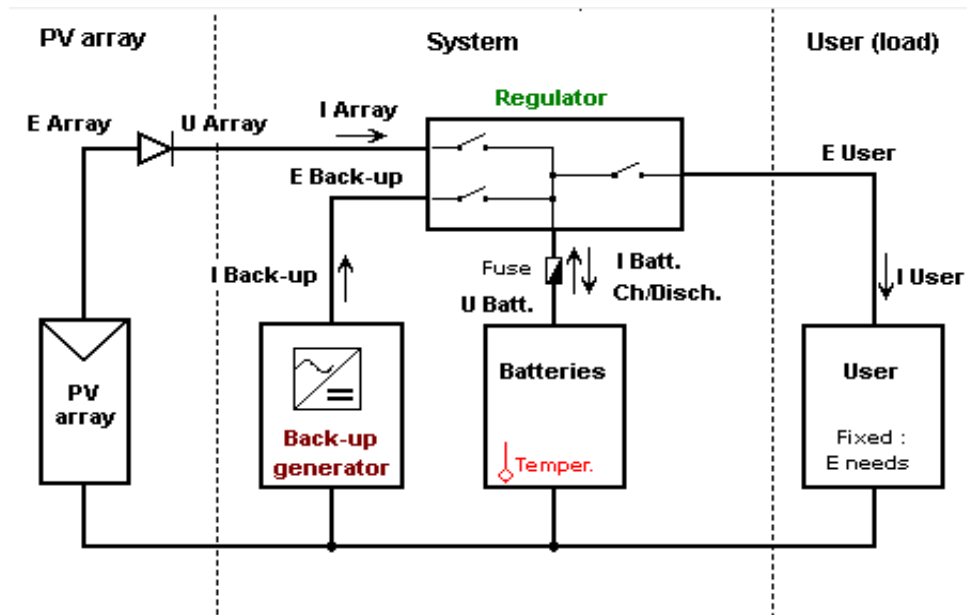 PV array
System
User (load)
Regulator
I Array
E Array
U Array
E User
E Back-up
Fuse
I Batt.
Ch/Disch.
I Back-up
U Batt.
I User
PV
array
Back-up
generator
Batteries
Temper.
User
Fixed :
E needs